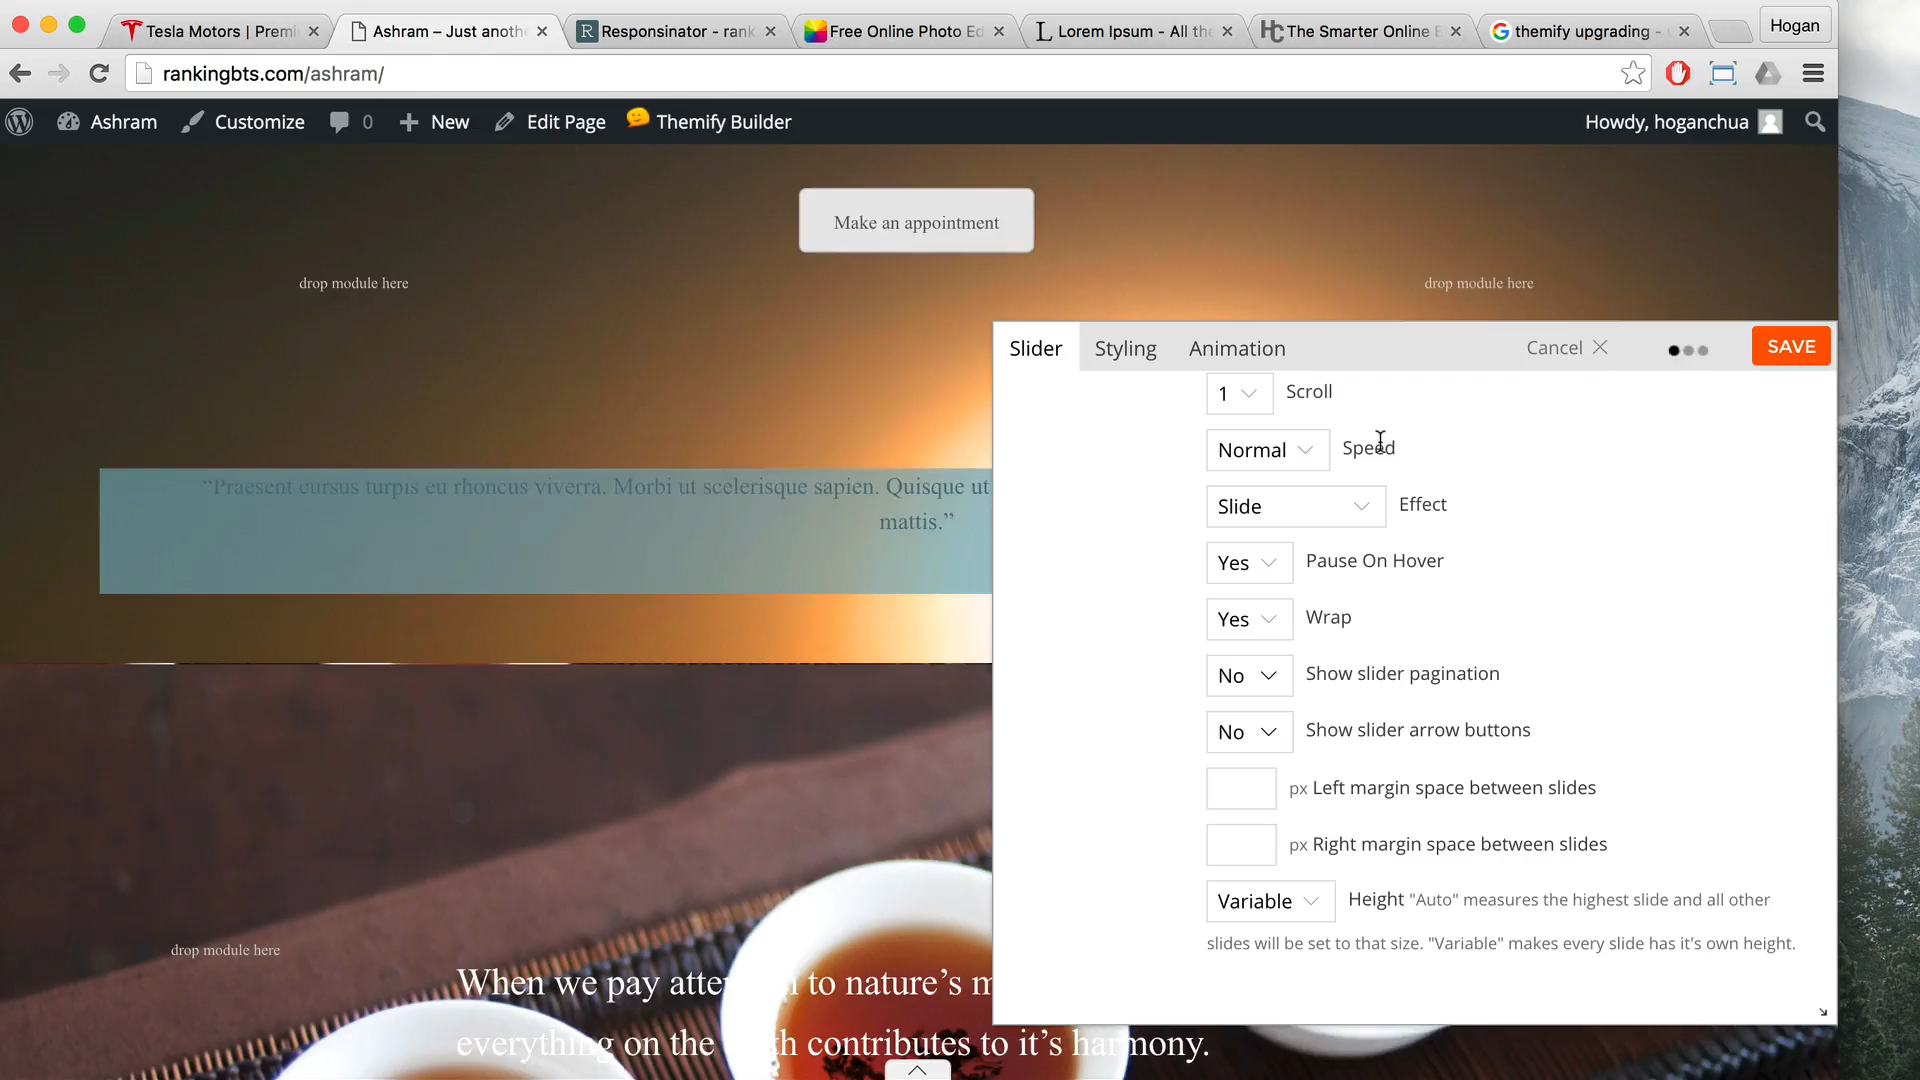 Tesla Motors | Premi
Ashram – Just anoth
Responsinator - rank
Free Online Photo Ed
Lorem Ipsum - All the
The Smarter Online E
themify upgrading -
Hogan
rankingbts.com/ashram/
Ashram
Customize
0
New
Edit Page
Themify Builder
Howdy, hoganchua
Make an appointment
drop module here
drop module here
Slider
Styling
Animation
Cancel
SAVE
1 Scroll
Normal Speed
Slide Effect
Yes Pause On Hover
Yes Wrap
No Show slider pagination
No Show slider arrow buttons
px Left margin space between slides
px Right margin space between slides
Variable Height "Auto" measures the highest slide and all other
slides will be set to that size. "Variable" makes every slide has it's own height.
“Praesent cursus turpis eu rhoncus viverra. Morbi ut scelerisque sapien. Quisque ut
mattis.”
drop module here
When we pay atte to nature’s m
everything on the contributes to it’s harmony.